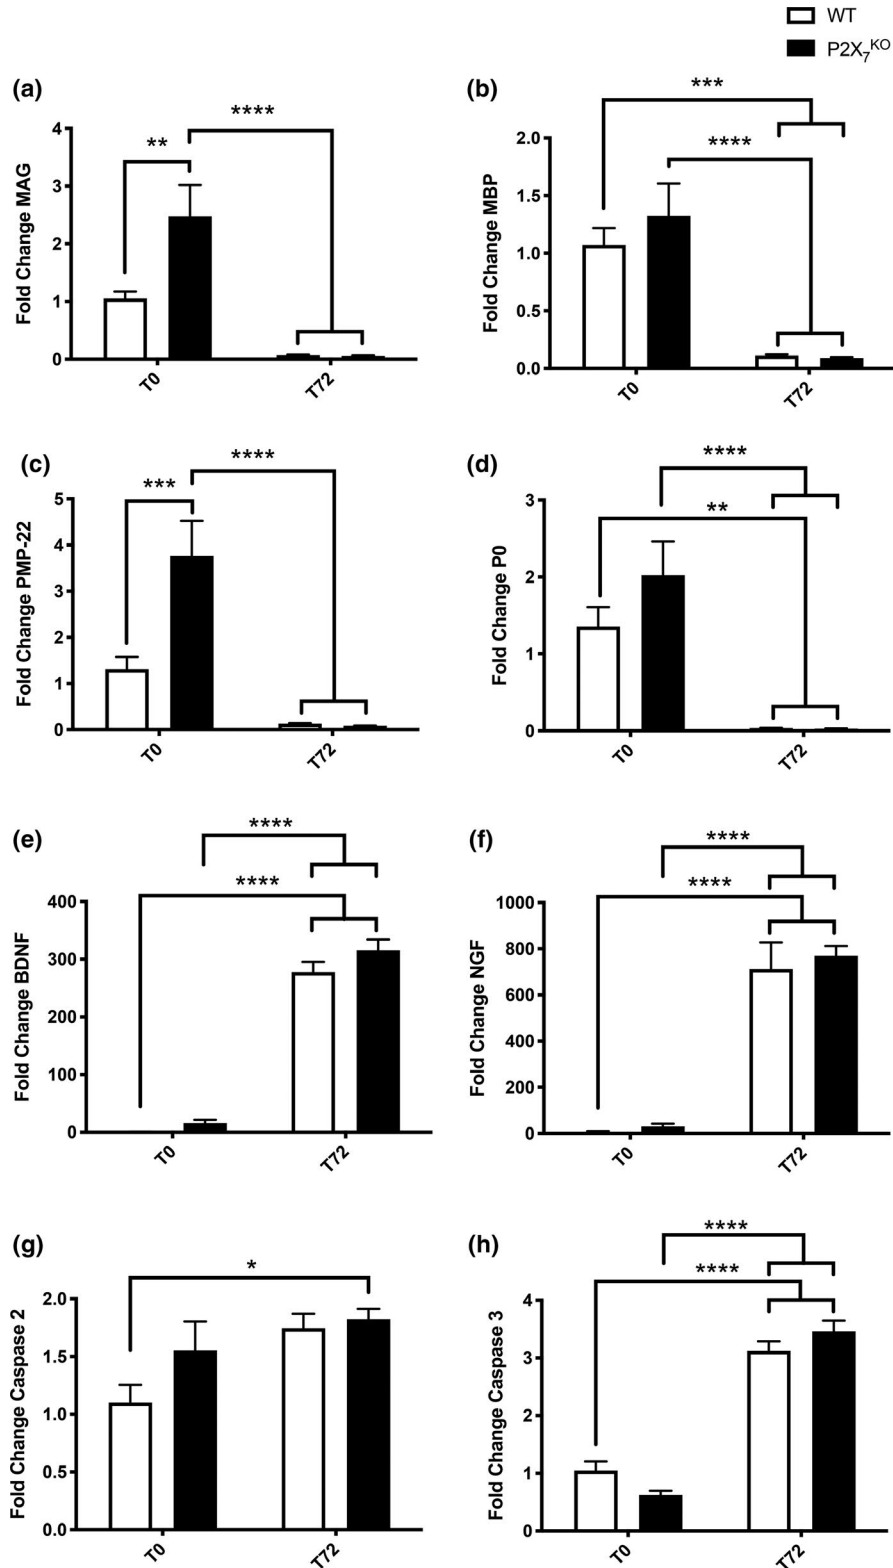 WT
P2X7KO
(a)
****
**
Fold Change MAG
4
3
2
1
0
T0
T72
(b)
***
****
Fold Change MBP
2.0
1.5
1.0
0.5
0.0
T0
T72
(c)
****
***
Fold Change PMP-22
5
4
3
2
1
0
T0
T72
(d)
****
**
Fold Change P0
3
2
1
0
T0
T72
(e)
****
****
Fold Change BDNF
400
300
200
100
0
T0
T72
(f)
****
****
Fold Change NGF
1000
800
600
400
200
0
T0
T72
(g)
*
Fold Change Caspase 2
2.0
1.5
1.0
0.5
0.0
T0
T72
(h)
****
****
Fold Change Caspase 3
4
3
2
1
0
T0
T72